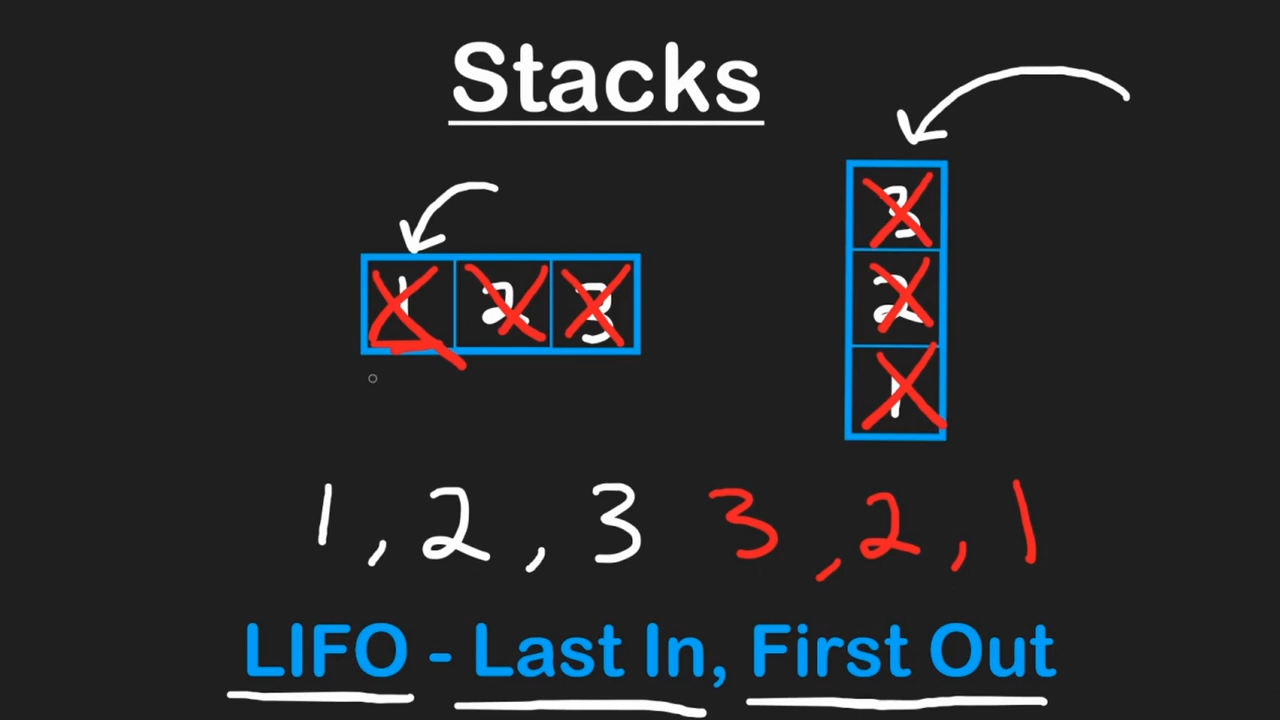 Stacks
3
1 2 3
2
1
1, 2, 3 3, 2, 1
LIFO - Last In, First Out